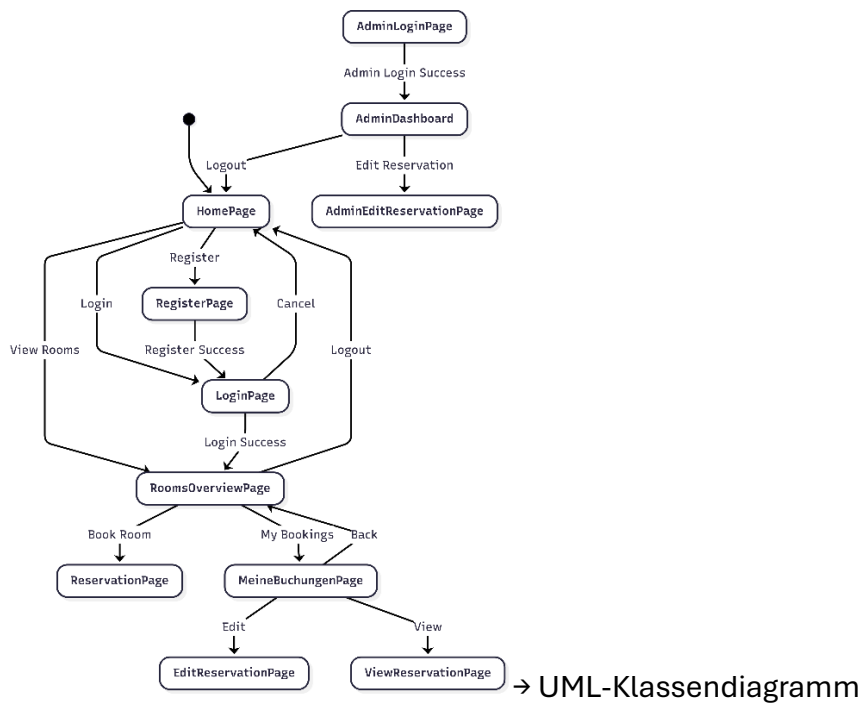 AdminLoginPage
Admin Login Success
AdminDashboard
Logout
Edit Reservation
HomePage
AdminEditReservationPage
Register
Login
RegisterPage
Cancel
View Rooms
Register Success
Logout
LoginPage
Login Success
RoomsOverviewPage
Book Room
My Bookings
Back
ReservationPage
MeineBuchungenPage
Edit
View
EditReservationPage
ViewReservationPage
→ UML-Klassendiagramm